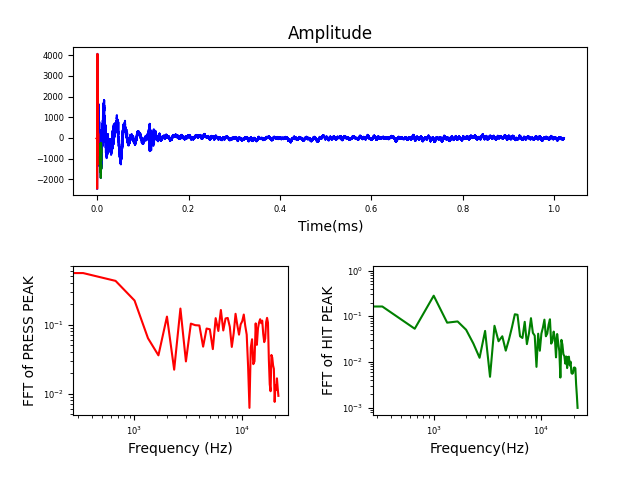 Amplitude
4000
3000
2000
1000
0
−1000
−2000
0.0 0.2 0.4 0.6 0.8 1.0
Time(ms)
FFT of PRESS PEAK
10⁻¹
10⁻²
10³ 10⁴
Frequency (Hz)
FFT of HIT PEAK
10⁰
10⁻¹
10⁻²
10⁻³
10³ 10⁴
Frequency(Hz)